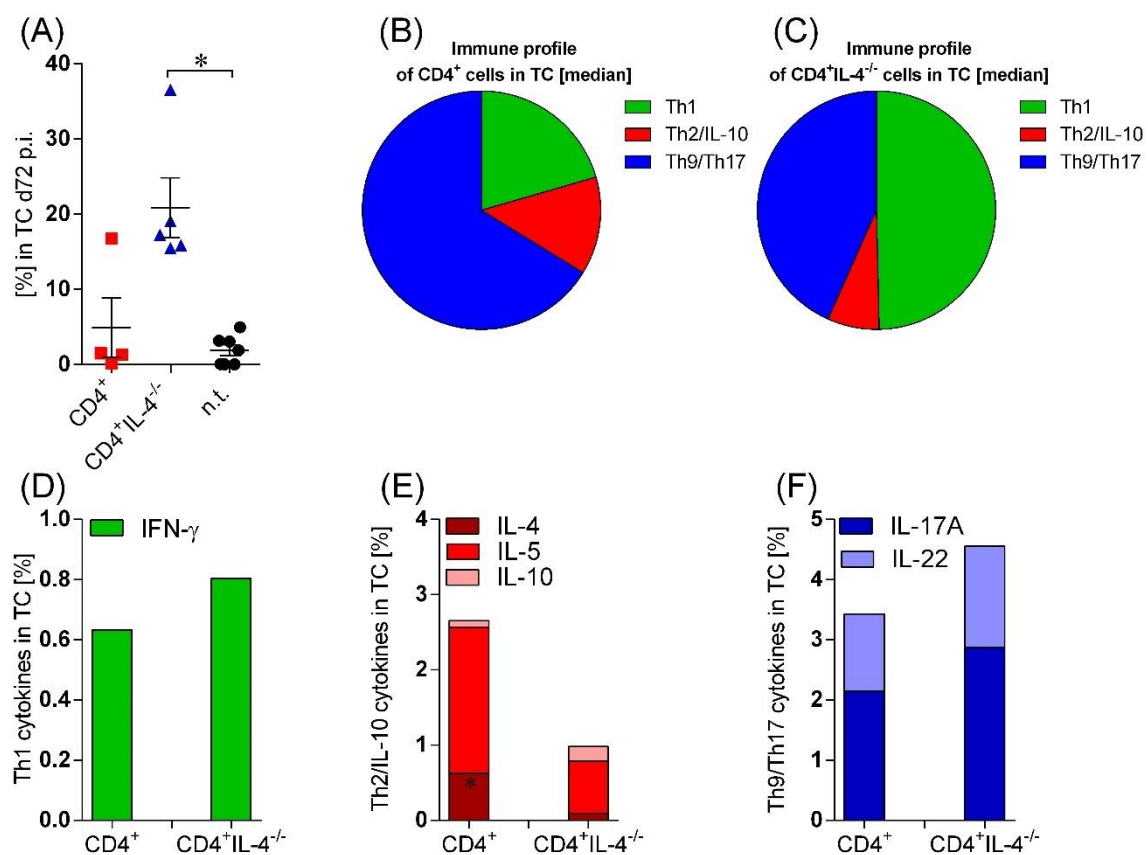 (A)
[%] in TC d72 p.i.
40
30
20
10
0
*
CD4⁺
CD4⁺IL-4⁻/⁻
n.t.
(B)
Immune profile
of CD4⁺ cells in TC [median]
Th1
Th2/IL-10
Th9/Th17
(C)
Immune profile
of CD4⁺IL-4⁻/⁻ cells in TC [median]
Th1
Th2/IL-10
Th9/Th17
(D)
Th1 cytokines in TC [%]
1.0
0.8
0.6
0.4
0.2
0.0
IFN-γ
CD4⁺
CD4⁺IL-4⁻/⁻
(E)
Th2/IL-10 cytokines in TC [%]
4
3
2
1
0
IL-4
IL-5
IL-10
*
CD4⁺
CD4⁺IL-4⁻/⁻
(F)
Th9/Th17 cytokines in TC [%]
5
4
3
2
1
0
IL-17A
IL-22
CD4⁺
CD4⁺IL-4⁻/⁻